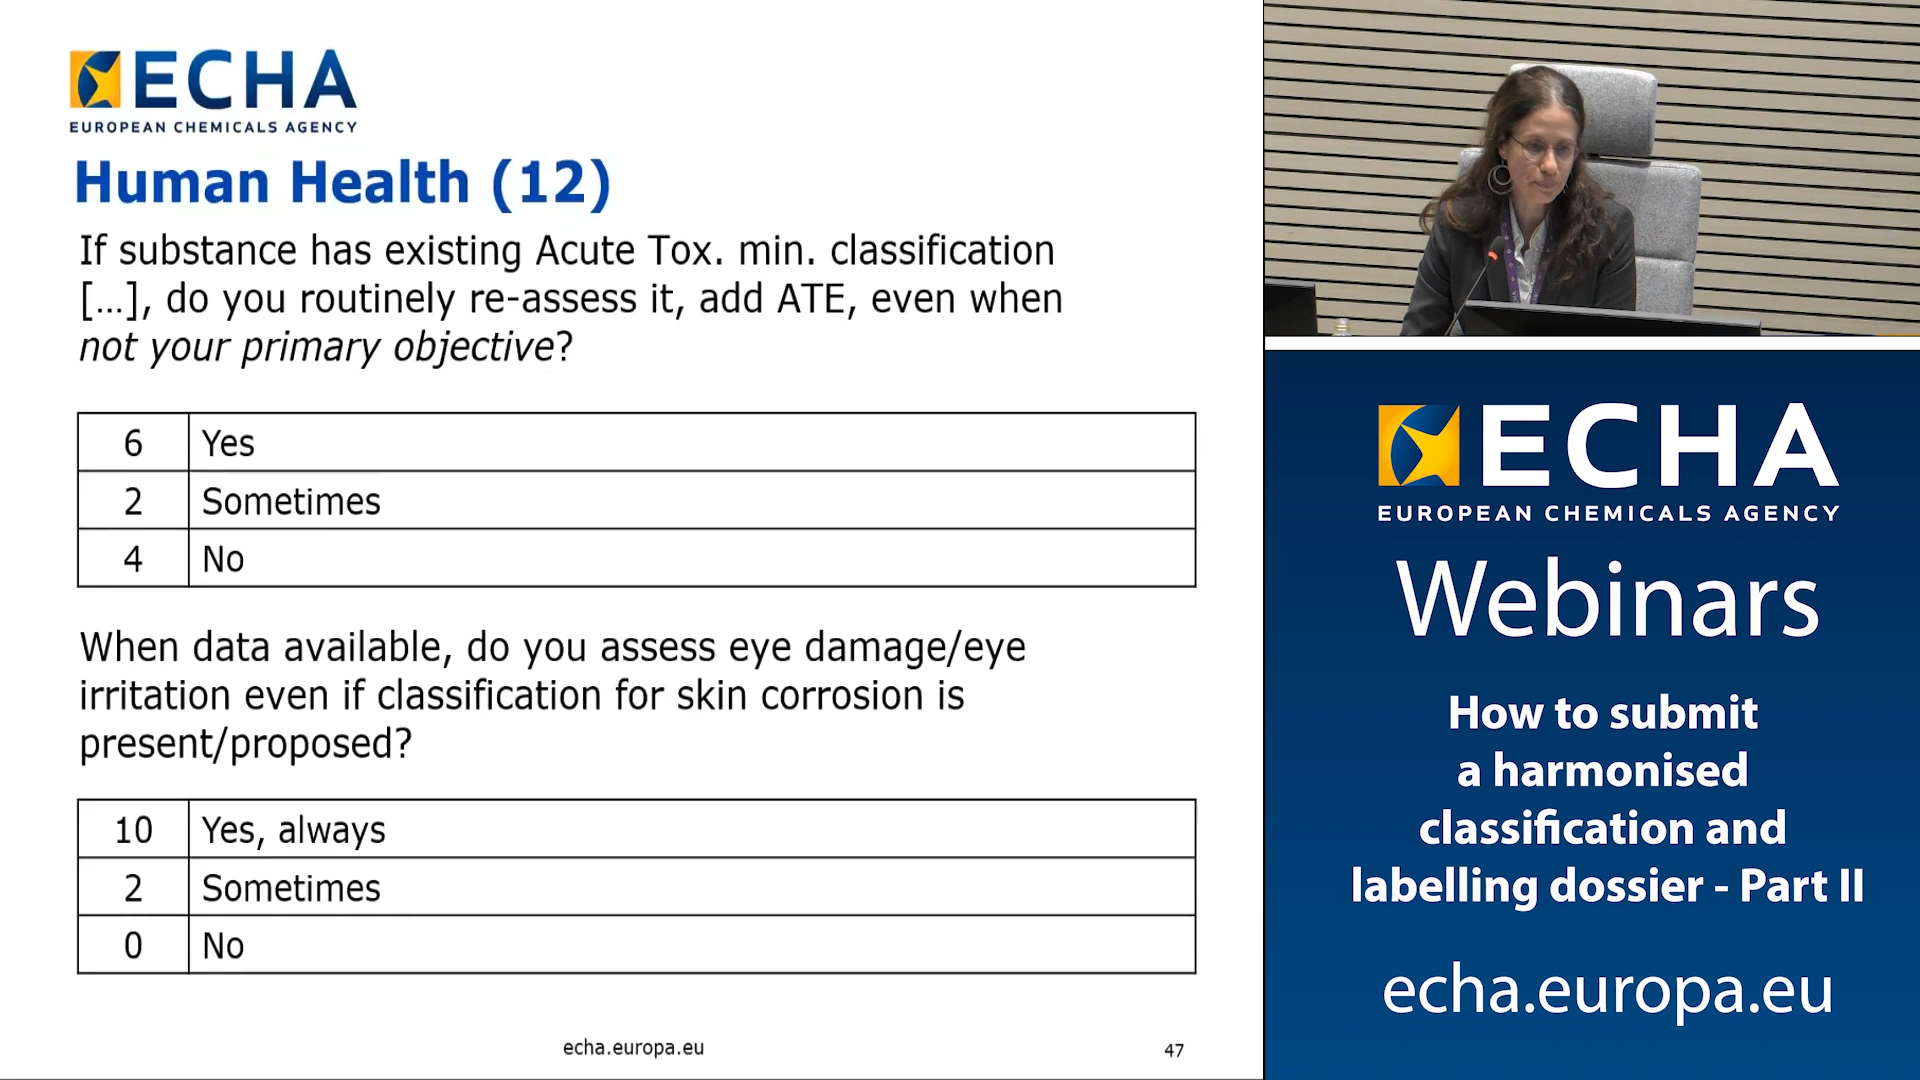 ECHA
EUROPEAN CHEMICALS AGENCY
Human Health (12)
If substance has existing Acute Tox. min. classification
[…], do you routinely re-assess it, add ATE, even when
not your primary objective?
6 Yes
2 Sometimes
4 No
When data available, do you assess eye damage/eye
irritation even if classification for skin corrosion is
present/proposed?
10 Yes, always
2 Sometimes
0 No
echa.europa.eu
47
ECHA
EUROPEAN CHEMICALS AGENCY
Webinars
How to submit
a harmonised
classification and
labelling dossier - Part II
echa.europa.eu